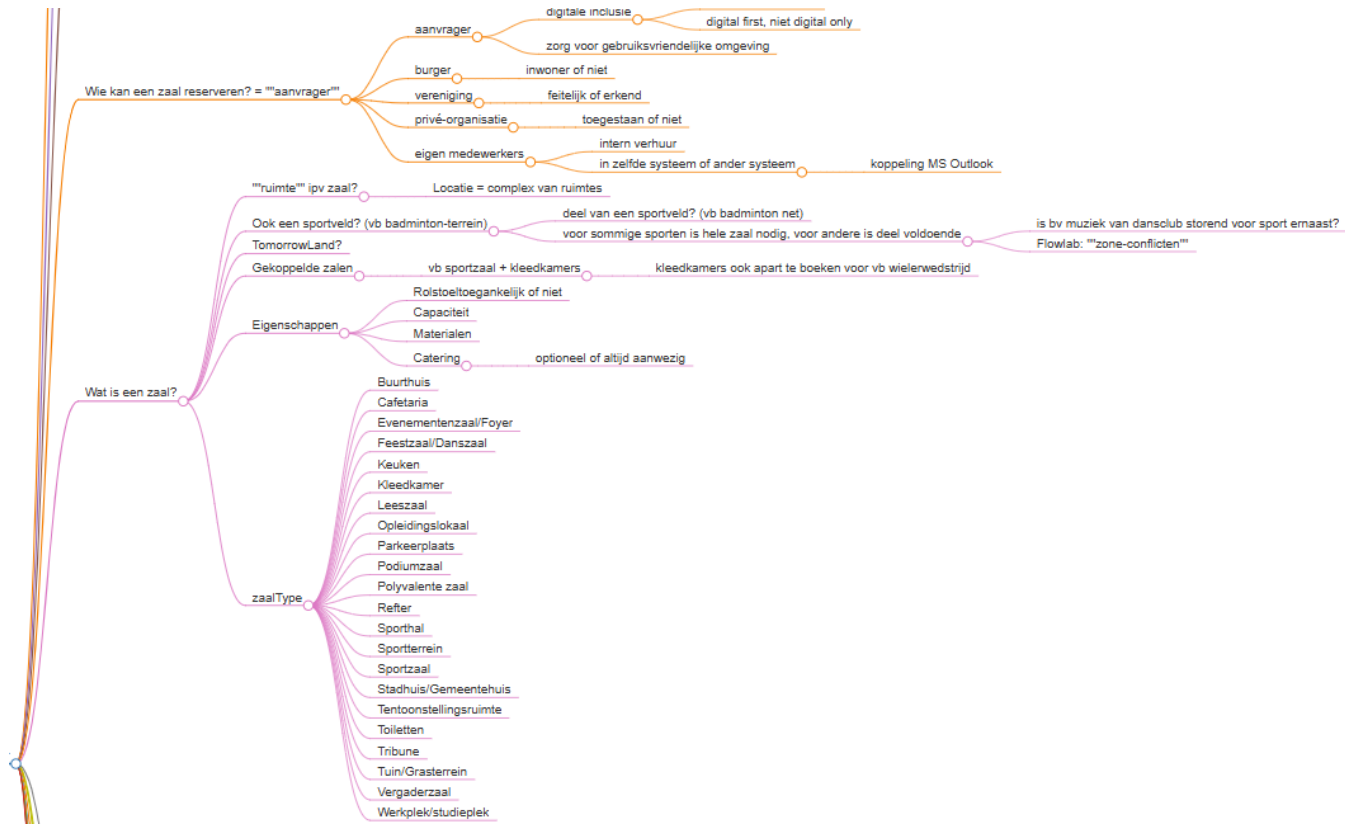 digitale inclusie
digital first, niet digital only
aanvrager
zorg voor gebruiksvriendelijke omgeving
burger
inwoner of niet
Wie kan een zaal reserveren? = ""aanvrager""
vereniging
feitelijk of erkend
privé-organisatie
toegestaan of niet
eigen medewerkers
intern verhuur
in zelfde systeem of ander systeem
koppeling MS Outlook
""ruimte"" ipv zaal?
Locatie = complex van ruimtes
Ook een sportveld? (vb badminton-terrein)
deel van een sportveld? (vb badminton net)
voor sommige sporten is hele zaal nodig, voor andere is deel voldoende
is bv muziek van dansclub storend voor sport ernaast?
Flowlab: ""zone-conflicten""
TomorrowLand?
Gekoppelde zalen
vb sportzaal + kleedkamers
kleedkamers ook apart te boeken voor vb wielerwedstrijd
Eigenschappen
Rolstoeltoegankelijk of niet
Capaciteit
Materialen
Catering
optioneel of altijd aanwezig
Wat is een zaal?
zaalType
Buurthuis
Cafetaria
Evenementenzaal/Foyer
Feestzaal/Danszaal
Keuken
Kleedkamer
Leeszaal
Opleidingslokaal
Parkeerplaats
Podiumzaal
Polyvalente zaal
Refter
Sporthal
Sportterrein
Sportzaal
Stadhuis/Gemeentehuis
Tentoonstellingsruimte
Toiletten
Tribune
Tuin/Grasterrein
Vergaderzaal
Werkplek/studieplek